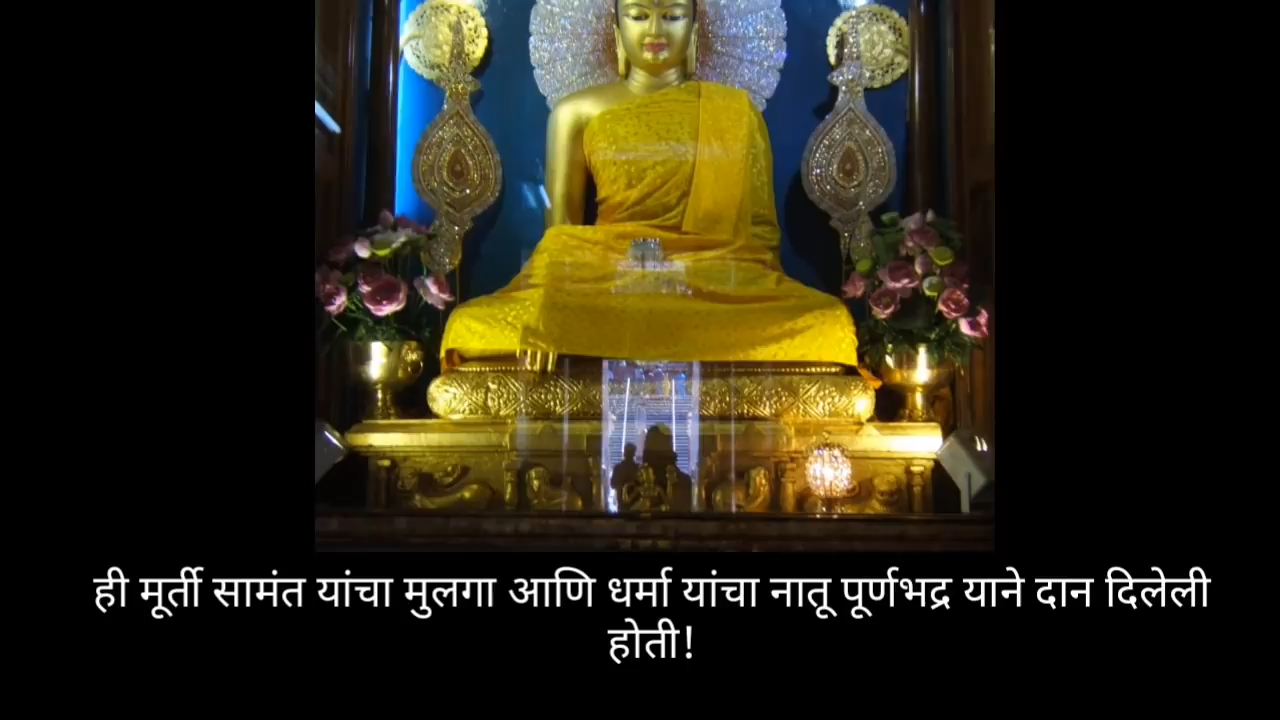 ही मूर्ती सामंत यांचा मुलगा आणि धर्मा यांचा नातू पूर्णभद्र याने दान दिलेली
होती!